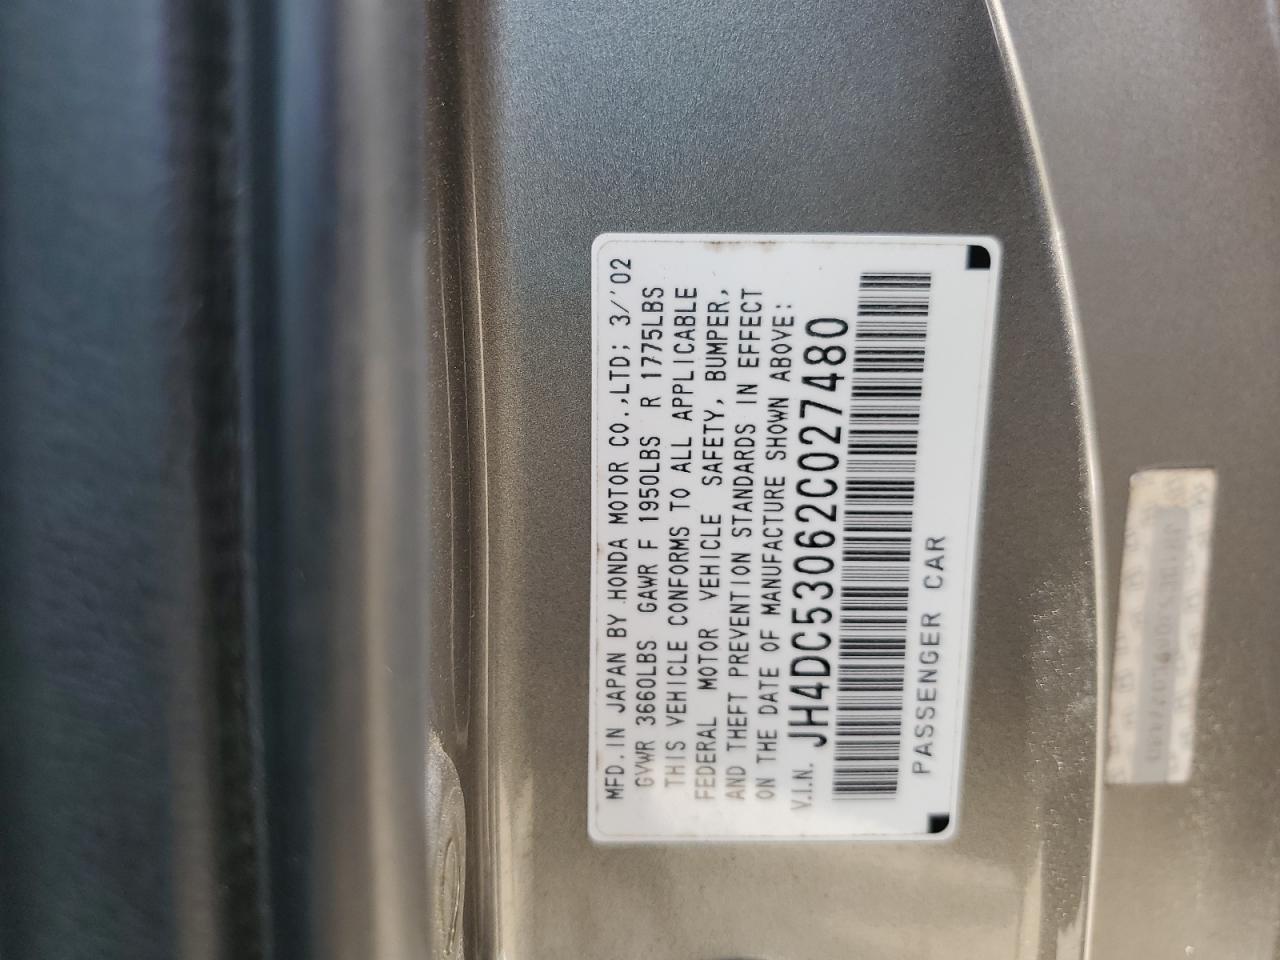 MFD. IN JAPAN BY HONDA MOTOR CO.,LTD; 3/'02
GVWR 3660LBS GAWR F 1950LBS R 1775LBS
THIS VEHICLE CONFORMS TO ALL APPLICABLE
FEDERAL MOTOR VEHICLE SAFETY, BUMPER,
AND THEFT PREVENTION STANDARDS IN EFFECT
ON THE DATE OF MANUFACTURE SHOWN ABOVE:
V.I.N. JH4DC53062C027480
PASSENGER CAR